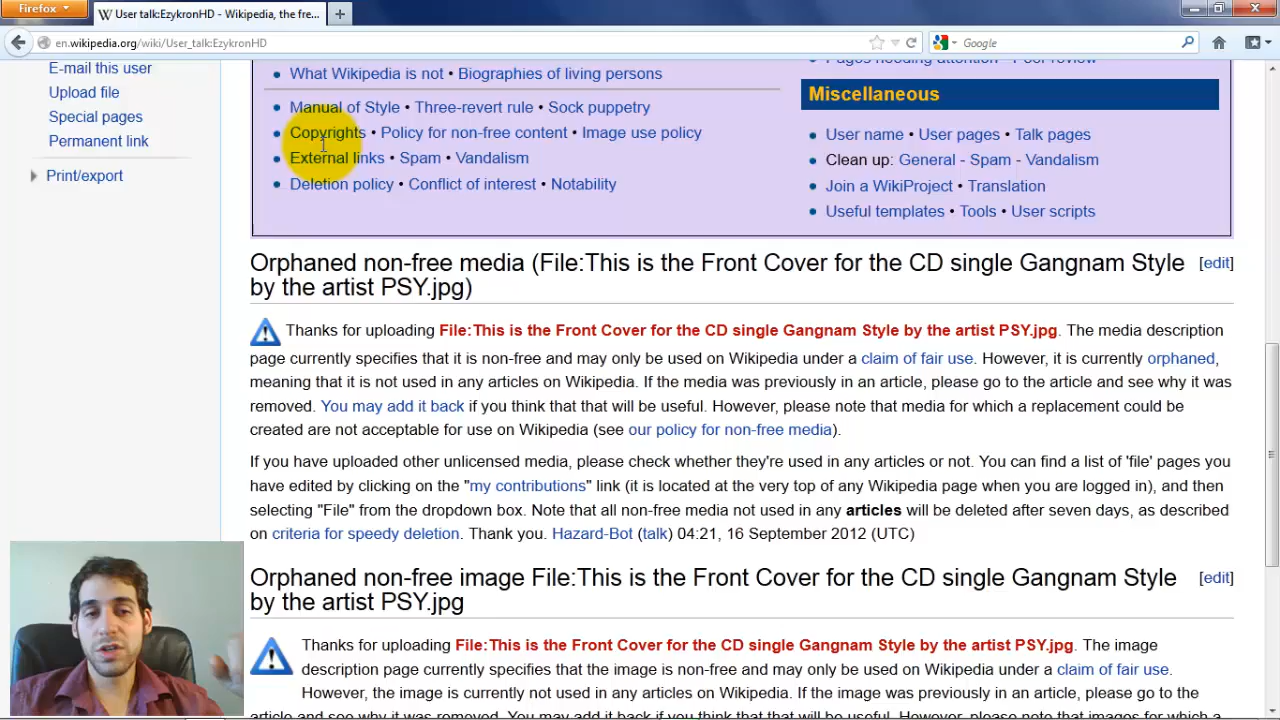 Firefox
User talk:EzykronHD - Wikipedia, the fre...
en.wikipedia.org/wiki/User_talk:EzykronHD
Google
E-mail this user
Upload file
Special pages
Permanent link
Print/export
What Wikipedia is not • Biographies of living persons
Manual of Style • Three-revert rule • Sock puppetry
Copyrights • Policy for non-free content • Image use policy
External links • Spam • Vandalism
Deletion policy • Conflict of interest • Notability
Pages needing attention • Peer review
Miscellaneous
User name • User pages • Talk pages
Clean up: General - Spam - Vandalism
Join a WikiProject • Translation
Useful templates • Tools • User scripts
Orphaned non-free media (File:This is the Front Cover for the CD single Gangnam Style [edit]
by the artist PSY.jpg)
Thanks for uploading File:This is the Front Cover for the CD single Gangnam Style by the artist PSY.jpg. The media description
page currently specifies that it is non-free and may only be used on Wikipedia under a claim of fair use. However, it is currently orphaned,
meaning that it is not used in any articles on Wikipedia. If the media was previously in an article, please go to the article and see why it was
removed. You may add it back if you think that that will be useful. However, please note that media for which a replacement could be
created are not acceptable for use on Wikipedia (see our policy for non-free media).
If you have uploaded other unlicensed media, please check whether they're used in any articles or not. You can find a list of 'file' pages you
have edited by clicking on the "my contributions" link (it is located at the very top of any Wikipedia page when you are logged in), and then
selecting "File" from the dropdown box. Note that all non-free media not used in any articles will be deleted after seven days, as described
on criteria for speedy deletion. Thank you. Hazard-Bot (talk) 04:21, 16 September 2012 (UTC)
Orphaned non-free image File:This is the Front Cover for the CD single Gangnam Style [edit]
by the artist PSY.jpg
Thanks for uploading File:This is the Front Cover for the CD single Gangnam Style by the artist PSY.jpg. The image
description page currently specifies that the image is non-free and may only be used on Wikipedia under a claim of fair use.
However, the image is currently not used in any articles on Wikipedia. If the image was previously in an article, please go to the
article and see why it was removed. You may add it back if you think that that will be useful. However, please note that images for which a